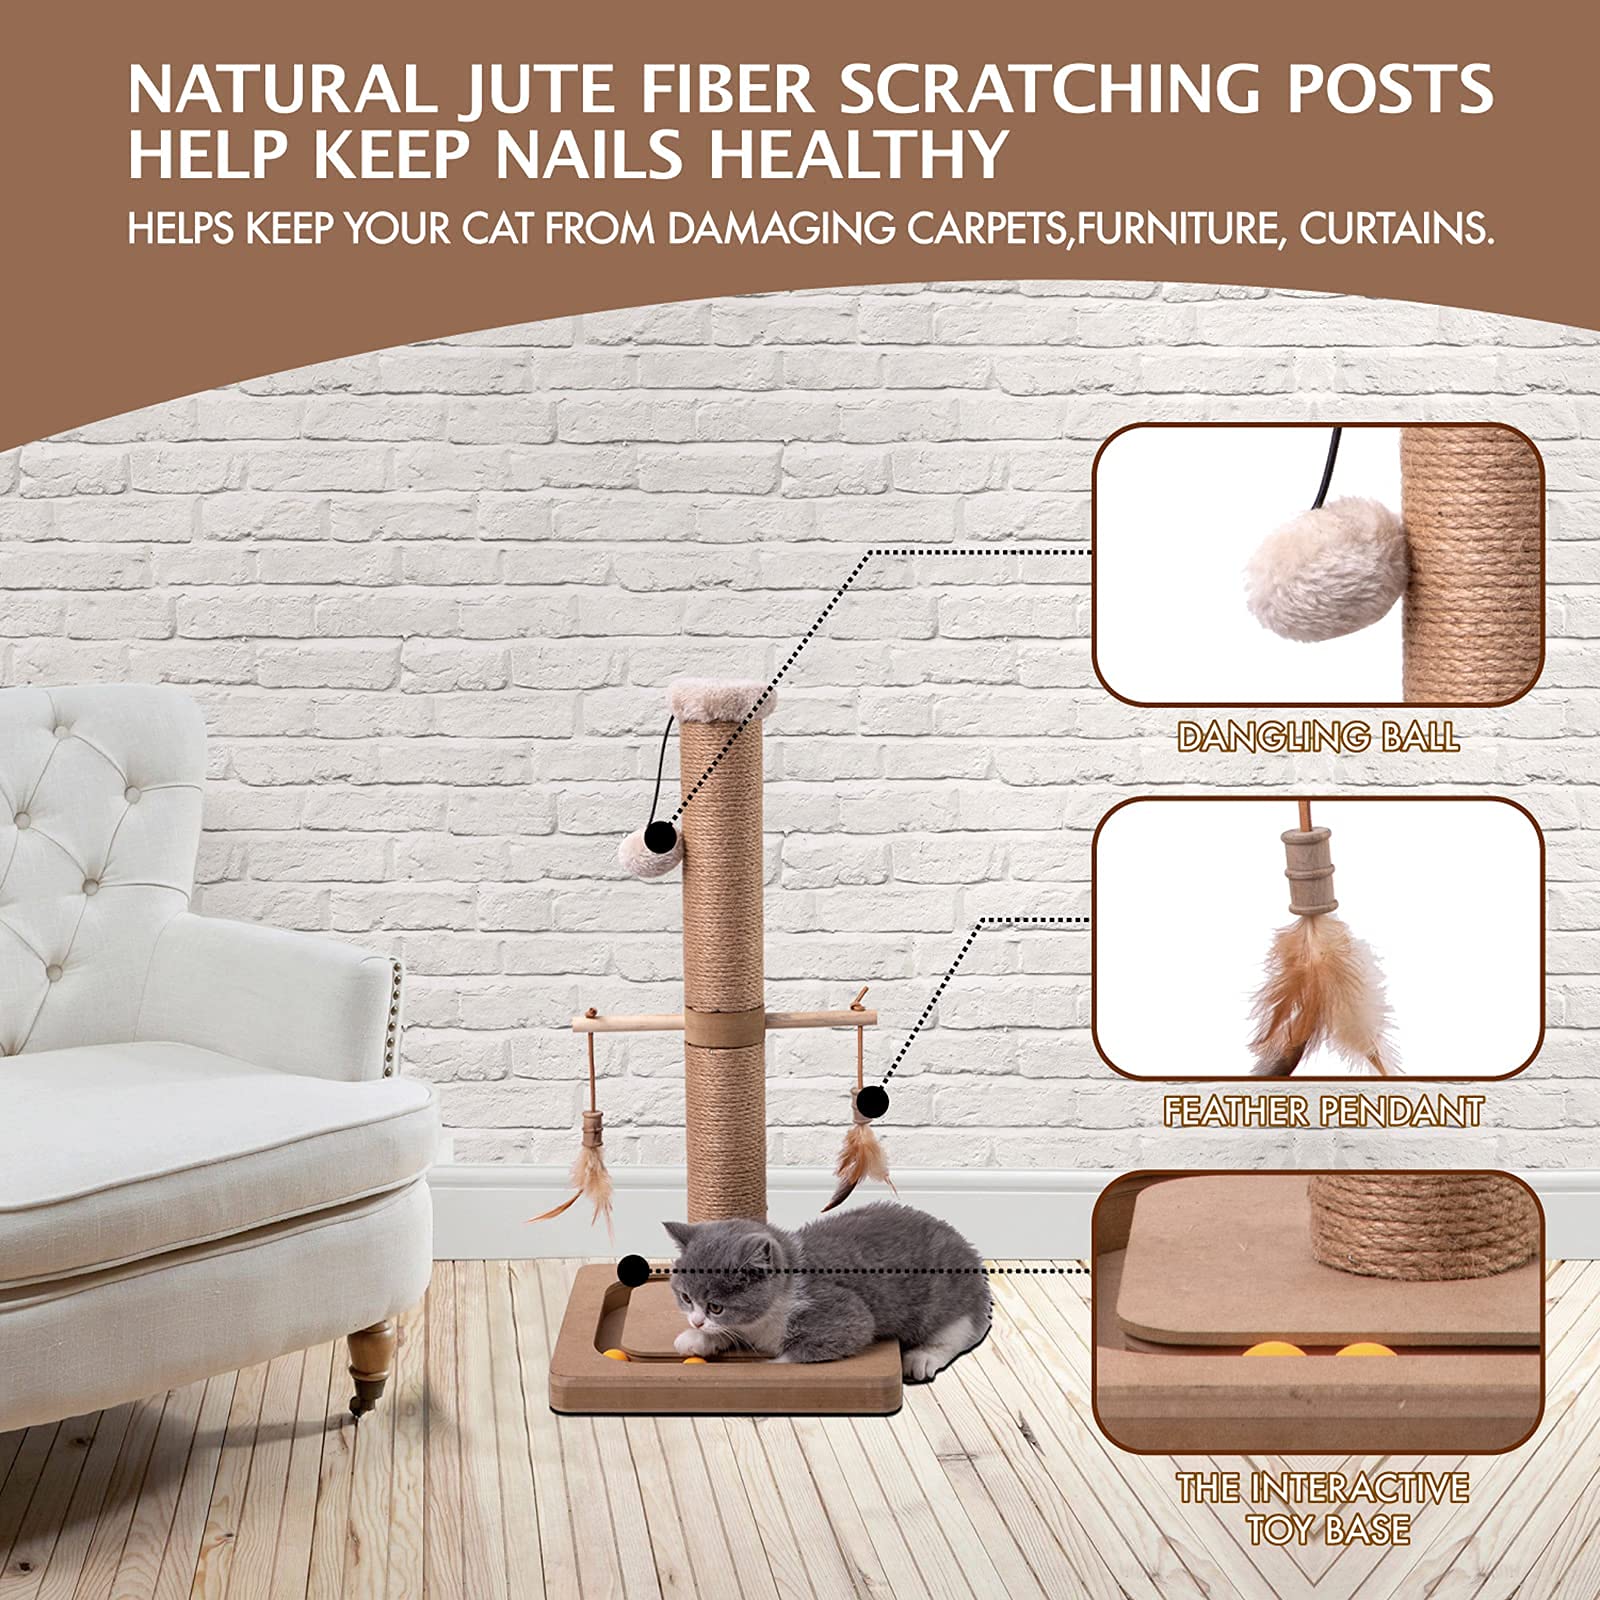 NATURAL JUTE FIBER SCRATCHING POSTS
HELP KEEP NAILS HEALTHY
HELPS KEEP YOUR CAT FROM DAMAGING CARPETS,FURNITURE, CURTAINS.
DANGLING BALL
FEATHER PENDANT
THE INTERACTIVE
TOY BASE